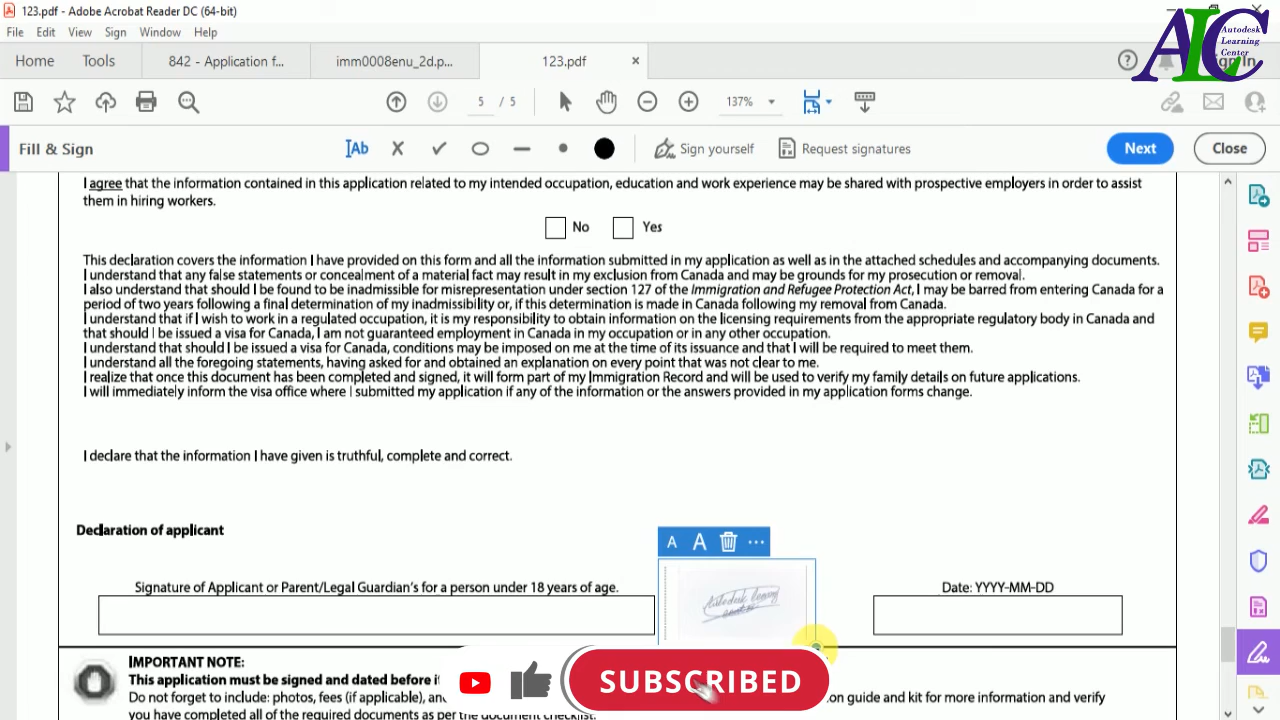 123.pdf - Adobe Acrobat Reader DC (64-bit)
File Edit View Sign Window Help
Home Tools 842 - Application f... imm0008enu_2d.p... 123.pdf ×
ALC Autodesk Learning Center
5 / 5 137%
Fill & Sign Ab Sign yourself Request signatures Next Close
I agree that the information contained in this application related to my intended occupation, education and work experience may be shared with prospective employers in order to assist
them in hiring workers.
No Yes
This declaration covers the information I have provided on this form and all the information submitted in my application as well as in the attached schedules and accompanying documents.
I understand that any false statements or concealment of a material fact may result in my exclusion from Canada and may be grounds for my prosecution or removal.
I also understand that should I be found to be inadmissible for misrepresentation under section 127 of the Immigration and Refugee Protection Act, I may be barred from entering Canada for a
period of two years following a final determination of my inadmissibility or, if this determination is made in Canada following my removal from Canada.
I understand that if I wish to work in a regulated occupation, it is my responsibility to obtain information on the licensing requirements from the appropriate regulatory body in Canada and
that should I be issued a visa for Canada, I am not guaranteed employment in Canada in my occupation or in any other occupation.
I understand that should I be issued a visa for Canada, conditions may be imposed on me at the time of its issuance and that I will be required to meet them.
I understand all the foregoing statements, having asked for and obtained an explanation on every point that was not clear to me.
I realize that once this document has been completed and signed, it will form part of my Immigration Record and will be used to verify my family details on future applications.
I will immediately inform the visa office where I submitted my application if any of the information or the answers provided in my application forms change.
I declare that the information I have given is truthful, complete and correct.
Declaration of applicant
A A
Signature of Applicant or Parent/Legal Guardian's for a person under 18 years of age.
Date: YYYY-MM-DD
Autodesk
IMPORTANT NOTE:
This application must be signed and dated before i
Do not forget to include: photos, fees (if applicable), and
on guide and kit for more information and verify
you have completed all of the required documents as per the document checklist.
SUBSCRIBED